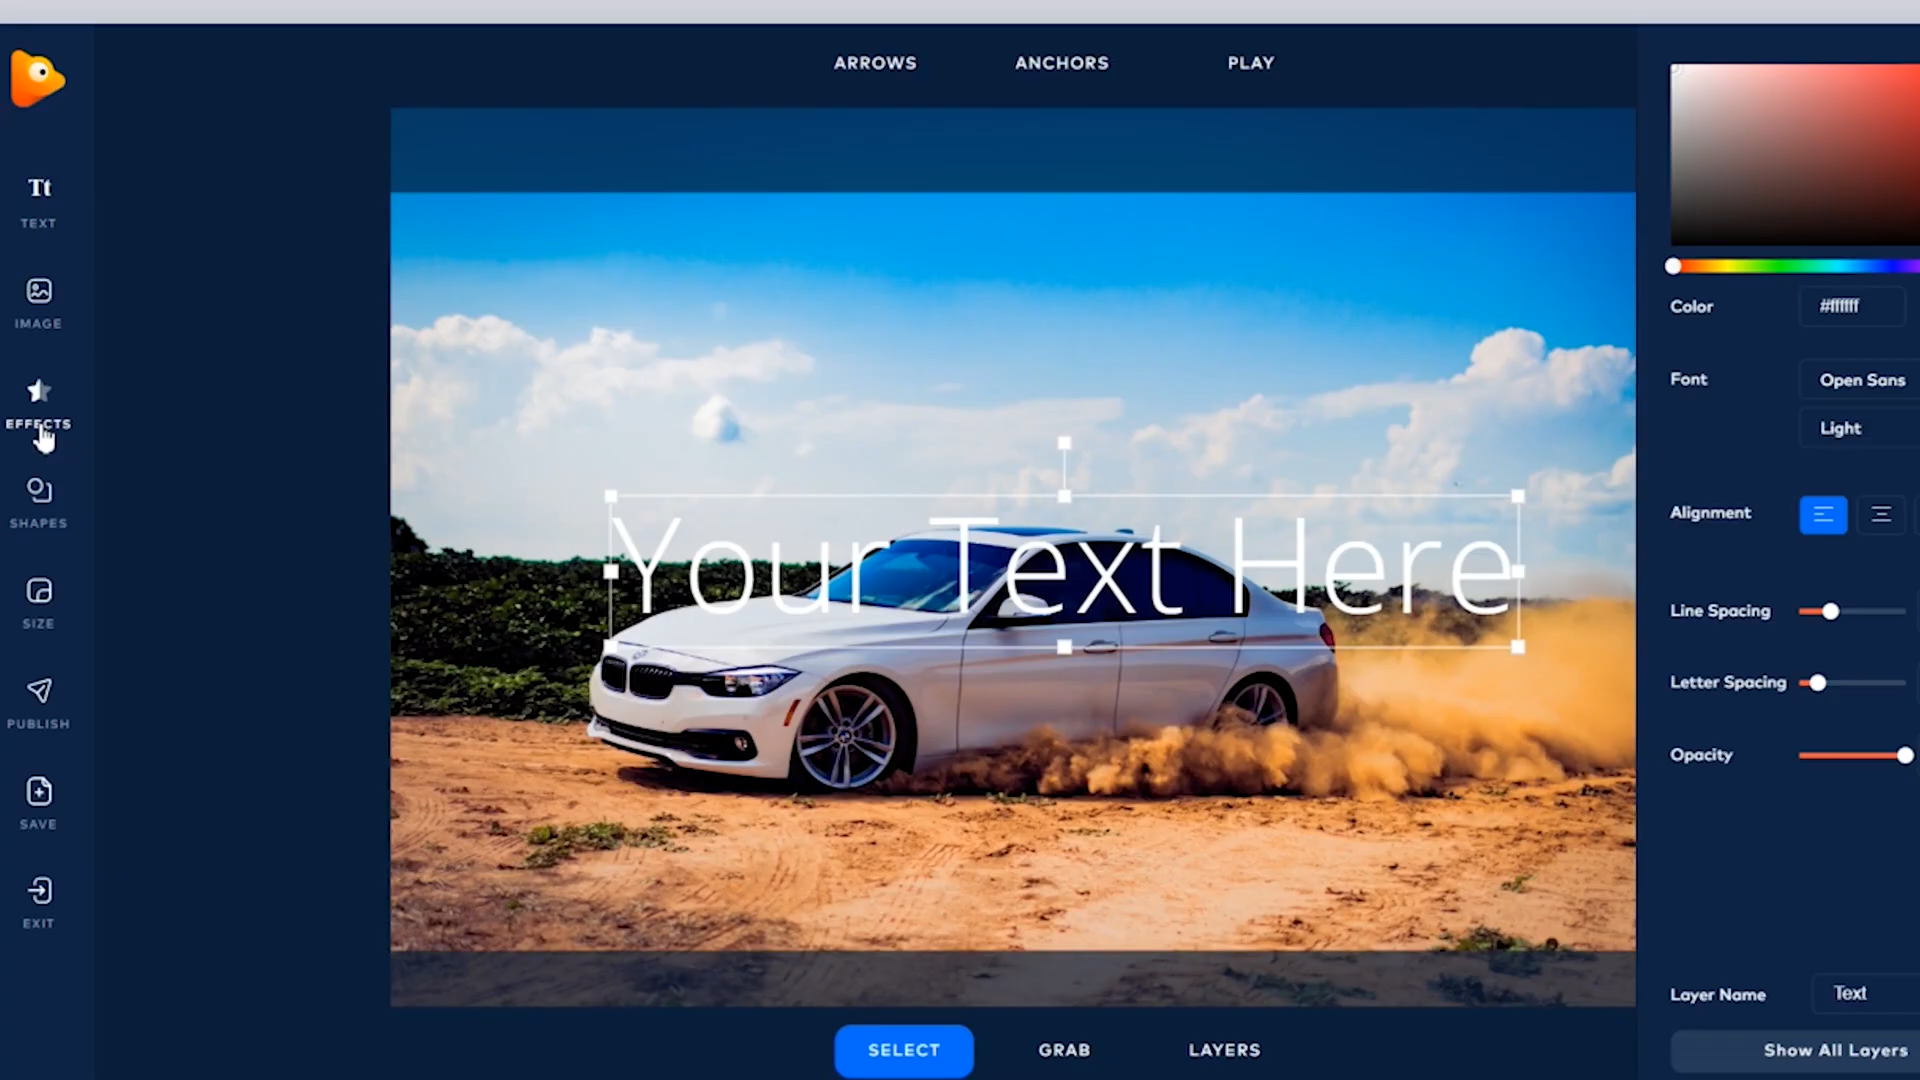 ARROWS
ANCHORS
PLAY
Tt
TEXT
IMAGE
EFFECTS
SHAPES
SIZE
PUBLISH
SAVE
EXIT
Your Text Here
Color
#ffffff
Font
Open Sans
Light
Alignment
Line Spacing
Letter Spacing
Opacity
Layer Name
Text
Show All Layers
SELECT
GRAB
LAYERS